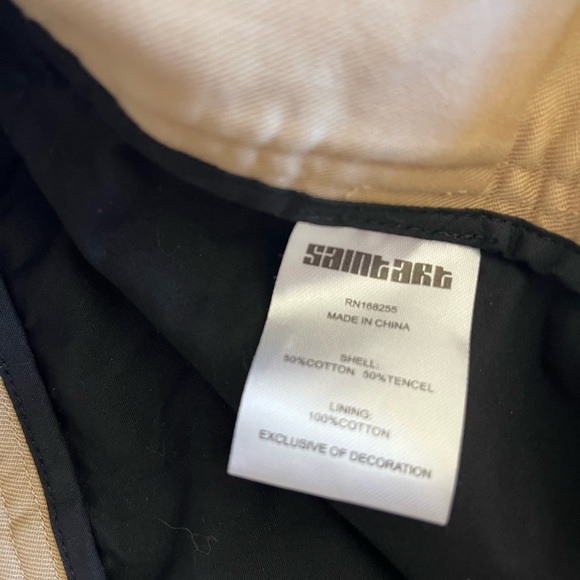 SAINTART
RN168255
MADE IN CHINA
SHELL:
50%COTTON 50%TENCEL
LINING:
100%COTTON
EXCLUSIVE OF DECORATION